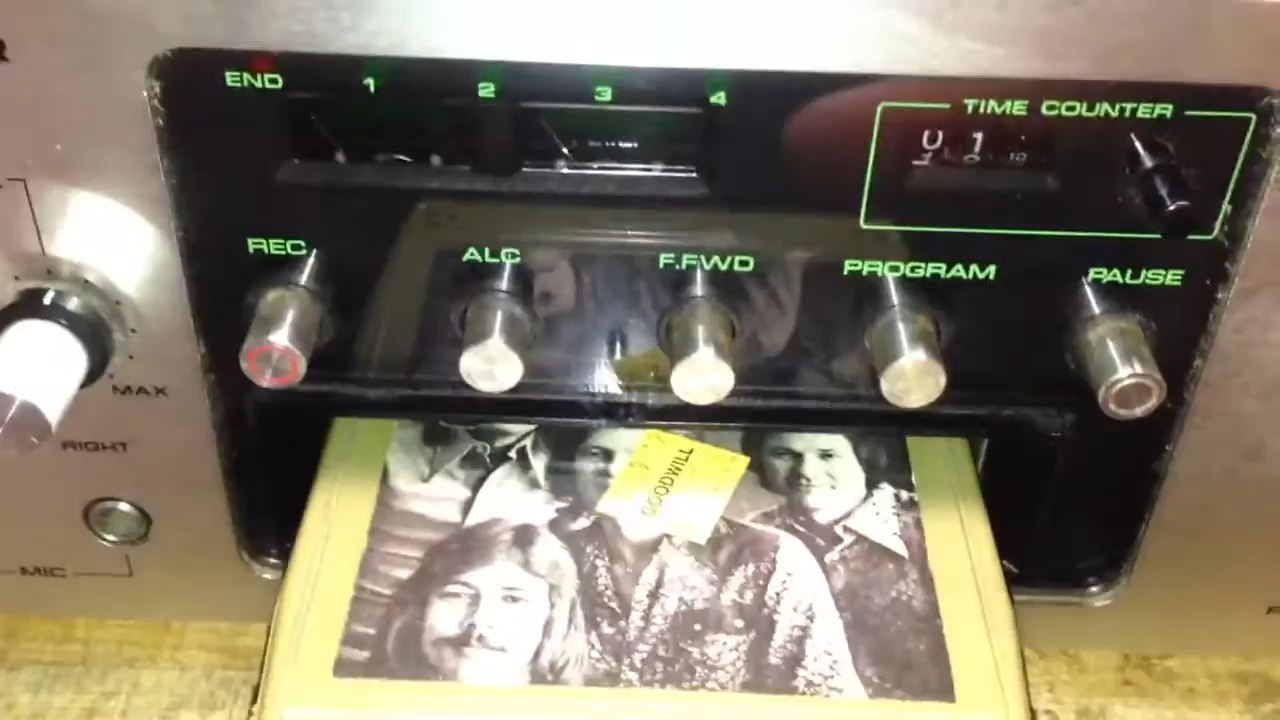 END 1 2 3 4
TIME COUNTER
REC ALC F.FWD PROGRAM PAUSE
MAX
RIGHT
MIC
GOODWILL